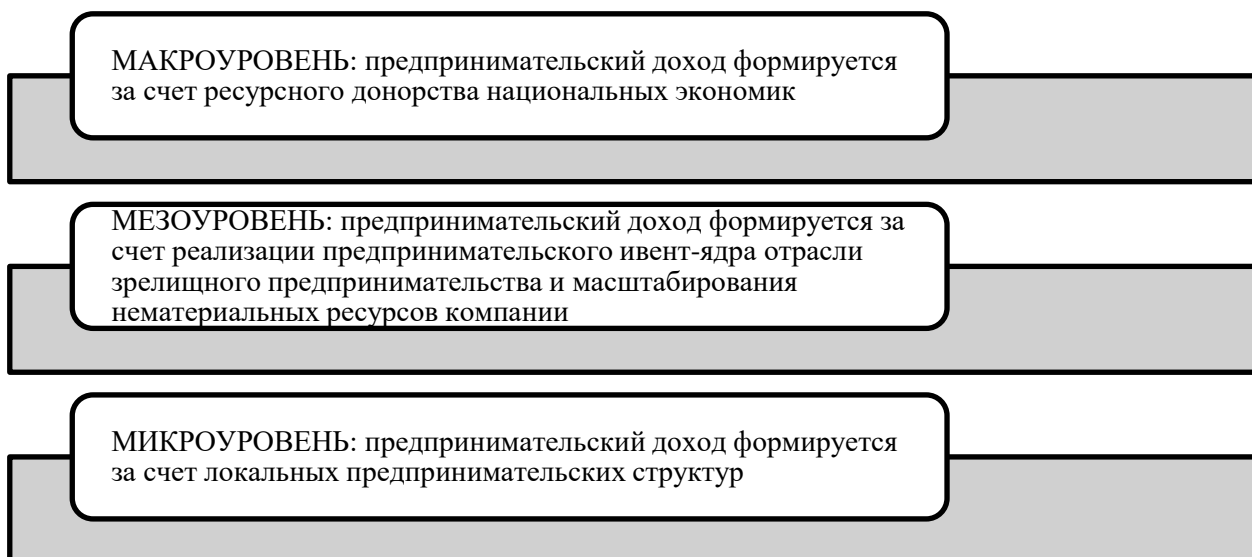 МАКРОУРОВЕНЬ: предпринимательский доход формируется
за счет ресурсного донорства национальных экономик
МЕЗОУРОВЕНЬ: предпринимательский доход формируется за
счет реализации предпринимательского ивент-ядра отрасли
зрелищного предпринимательства и масштабирования
нематериальных ресурсов компании
МИКРОУРОВЕНЬ: предпринимательский доход формируется
за счет локальных предпринимательских структур